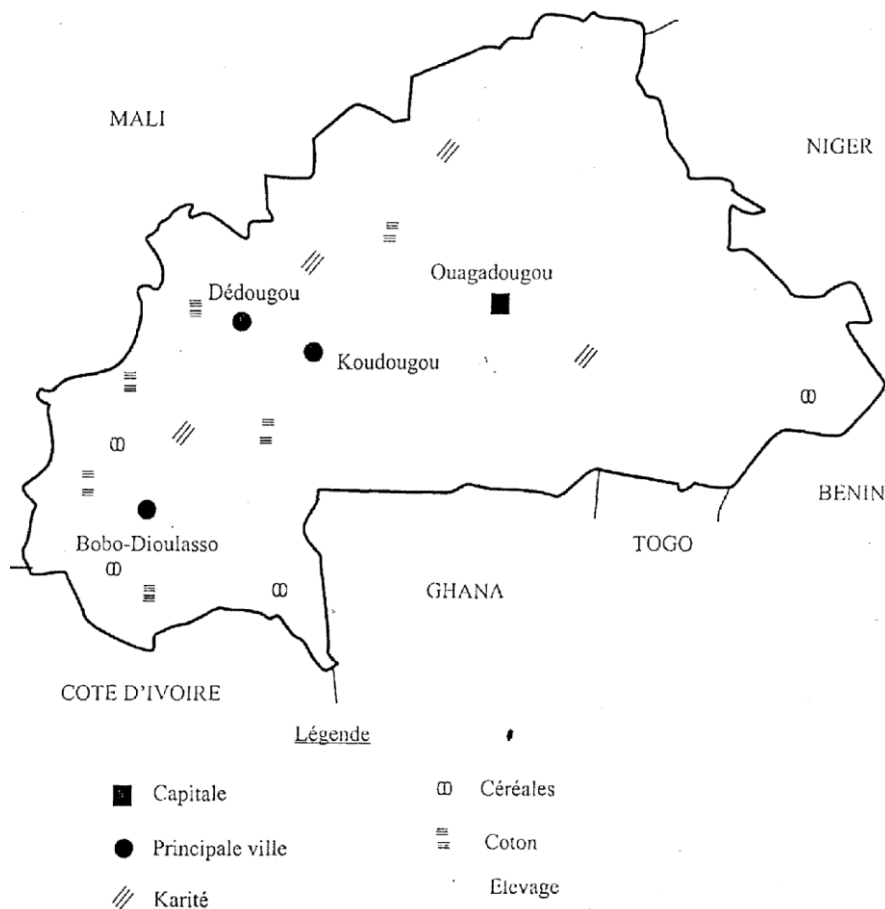 MALI
NIGER
Ouagadougou
Dédougou
Koudougou
BENIN
Bobo-Dioulasso
TOGO
GHANA
COTE D'IVOIRE
Légende
Capitale
Céréales
Principale ville
Coton
Elevage
Karité